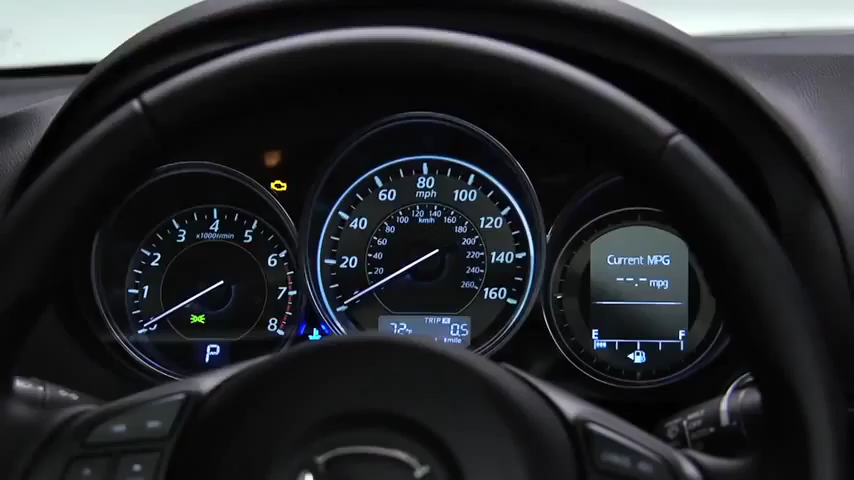 0 1 2 3 4 5 6 7 8
x1000r/min
P
20 40 60 80 100 120 140 160
mph
20 40 60 80 100 120 140 160 180 200 220 240 260
km/h
TRIP
72°F 0.5
mile
Current MPG
--.- mpg
E F
OFF